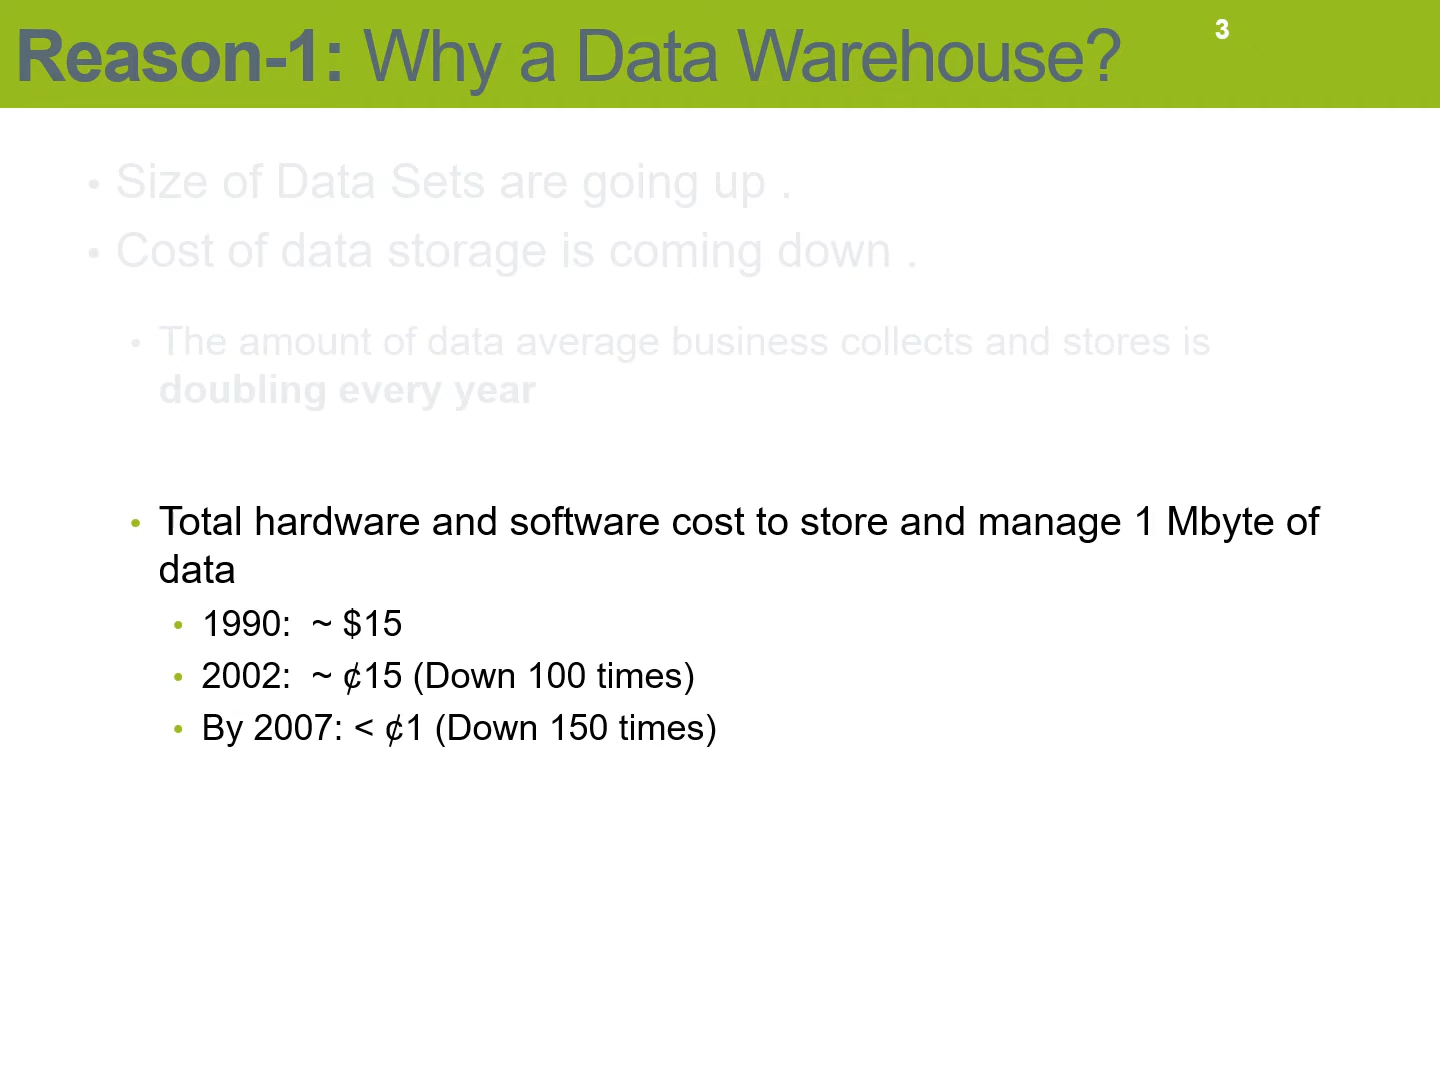 Reason-1: Why a Data Warehouse?
3
• Size of Data Sets are going up .
• Cost of data storage is coming down .
• The amount of data average business collects and stores is
doubling every year
• Total hardware and software cost to store and manage 1 Mbyte of
data
• 1990:  ~ $15
• 2002:  ~ ¢15 (Down 100 times)
• By 2007: < ¢1 (Down 150 times)